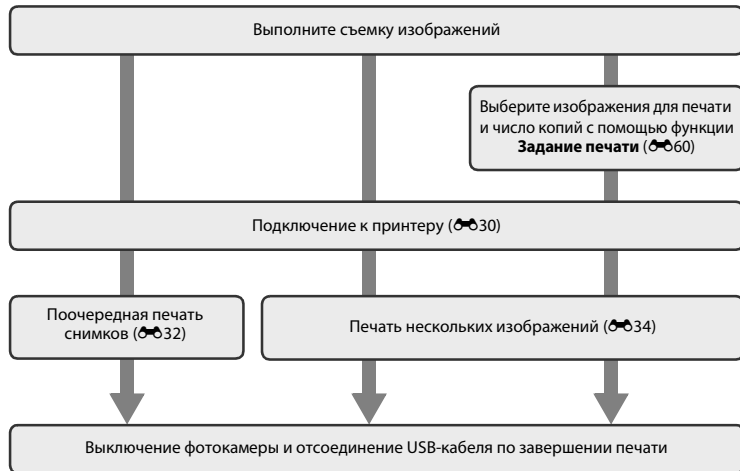 Выполните съемку изображений
Выберите изображения для печати
и число копий с помощью функции
Задание печати (60)
Подключение к принтеру (30)
Поочередная печать
снимков (32)
Печать нескольких изображений (34)
Выключение фотокамеры и отсоединение USB-кабеля по завершении печати